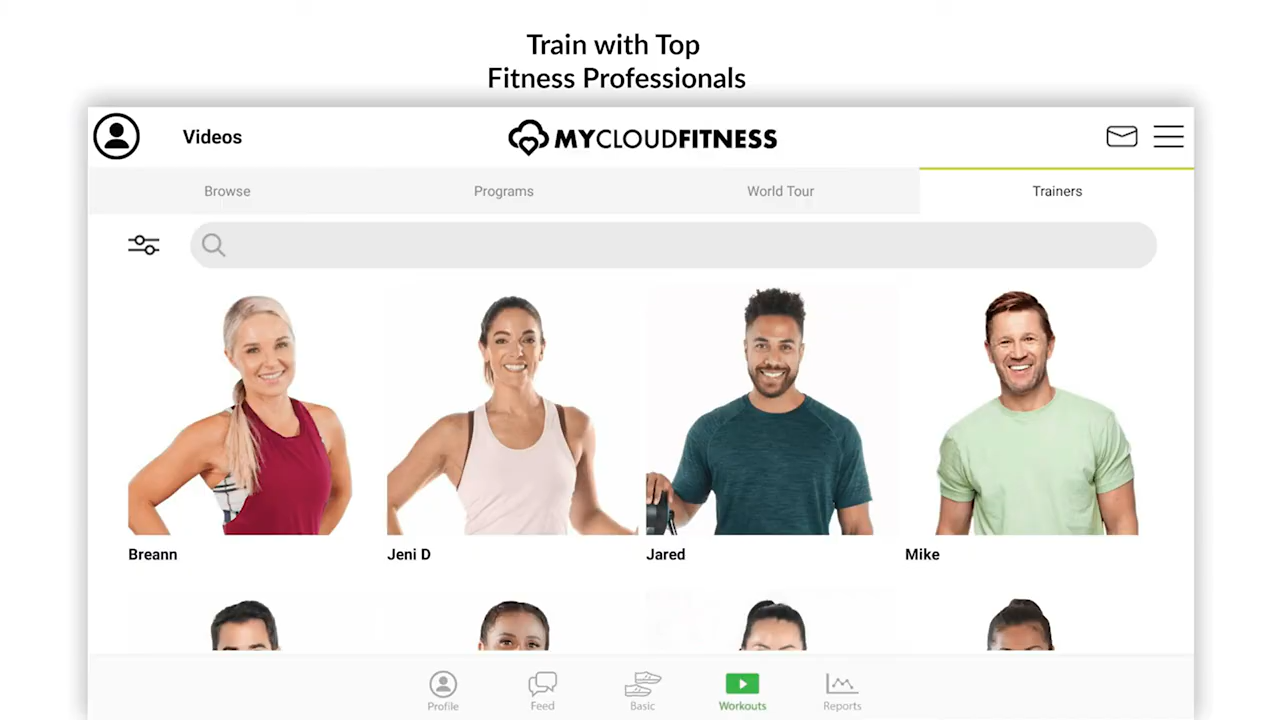 Train with Top
Fitness Professionals
Videos
MYCLOUDFITNESS
Browse
Programs
World Tour
Trainers
Breann
Jeni D
Jared
Mike
Profile
Feed
Basic
Workouts
Reports